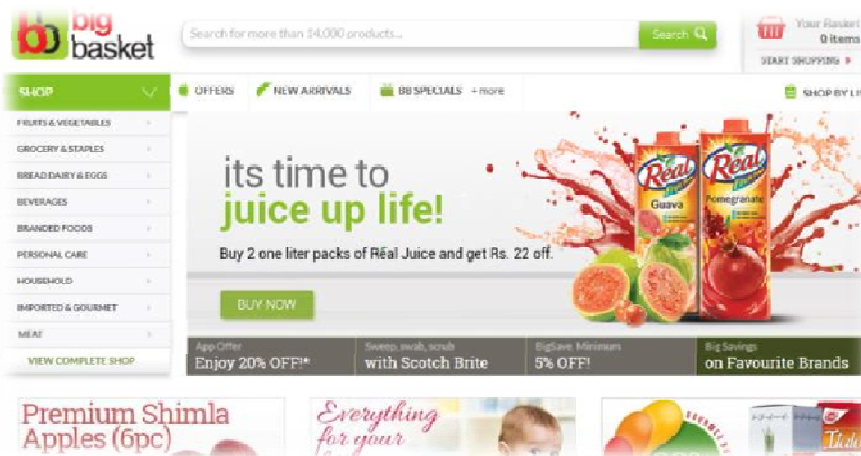 big
basket
Search for more than 14,000 products...
Search
Your Basket
0 items
START SHOPPING
SHOP
OFFERS
NEW ARRIVALS
BB SPECIALS
+more
SHOP BY LIS
FRUITS & VEGETABLES
GROCERY & STAPLES
BREAD DAIRY & EGGS
BEVERAGES
BRANDED FOODS
PERSONAL CARE
HOUSEHOLD
IMPORTED & GOURMET
MEAT
VIEW COMPLETE SHOP
its time to
juice up life!
Buy 2 one liter packs of Réal Juice and get Rs. 22 off.
BUY NOW
Réal
Guava
Réal
Pomegranate
App Offer
Enjoy 20% OFF!*
Sweep, swab, scrub
with Scotch Brite
BigSave, Minimum
5% OFF!
Big Savings
on Favourite Brands
Premium Shimla
Apples (6pc)
Everything
for your